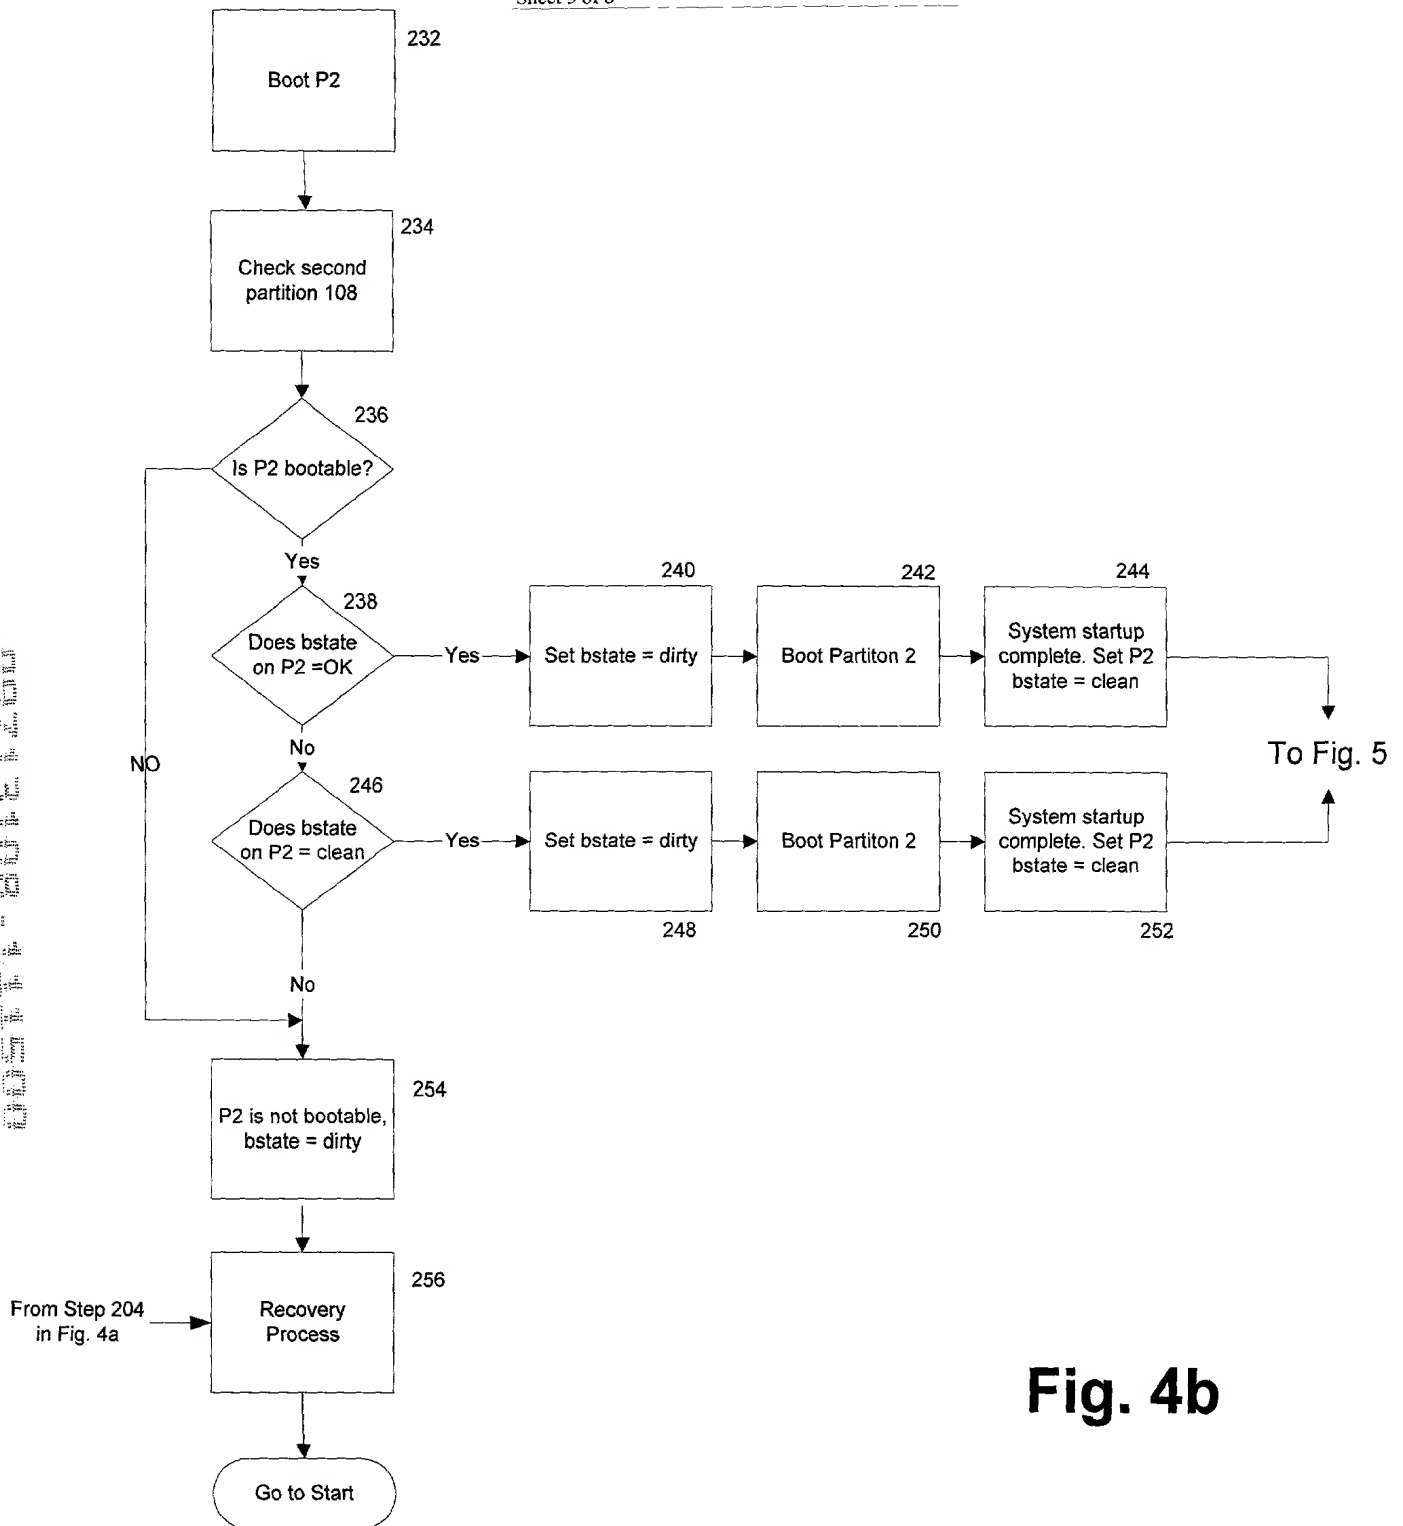 232
Boot P2
234
Check second
partition 108
236
Is P2 bootable?
Yes
238
Does bstate
on P2 =OK
Yes
240
Set bstate = dirty
242
Boot Partiton 2
244
System startup
complete. Set P2
bstate = clean
To Fig. 5
No
NO
246
Does bstate
on P2 = clean
Yes
Set bstate = dirty
248
Boot Partiton 2
250
System startup
complete. Set P2
bstate = clean
252
No
254
P2 is not bootable,
bstate = dirty
256
From Step 204
in Fig. 4a
Recovery
Process
Go to Start
Fig. 4b